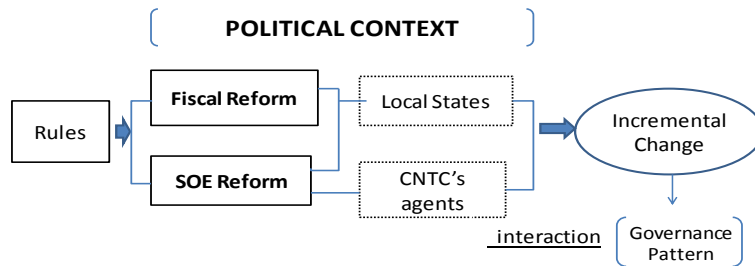 POLITICAL CONTEXT
Fiscal Reform
Local States
Rules
Incremental
Change
SOE Reform
CNTC's
agents
interaction
Governance
Pattern